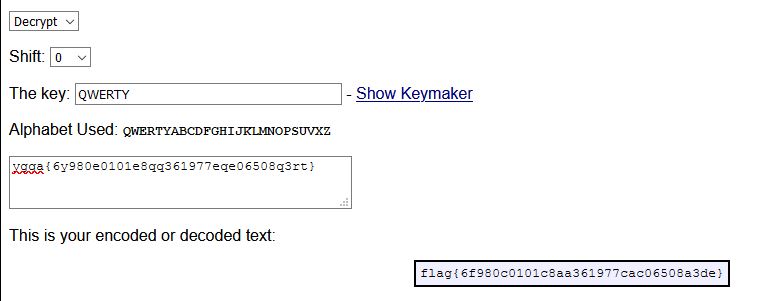 Decrypt
Shift: 0
The key: QWERTY - Show Keymaker
Alphabet Used: QWERTYABCDFGHIJKLMNOPSUVXZ
ygqa{6y980e0101e8qq361977eqe06508q3rt}
This is your encoded or decoded text:
flag{6f980c0101c8aa361977cac06508a3de}